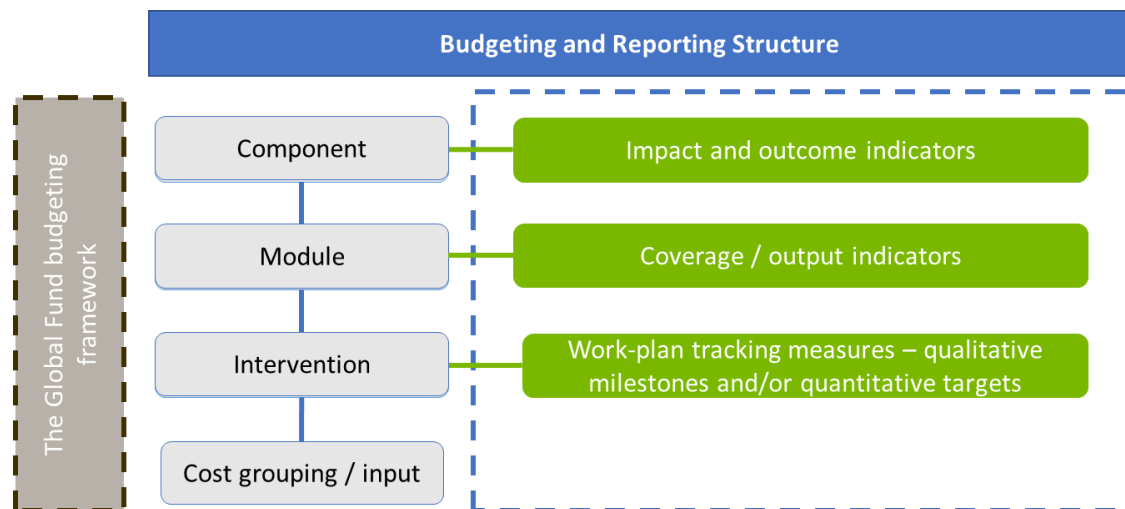 Budgeting and Reporting Structure
The Global Fund budgeting
framework
Component
Impact and outcome indicators
Module
Coverage / output indicators
Intervention
Work-plan tracking measures – qualitative
milestones and/or quantitative targets
Cost grouping / input